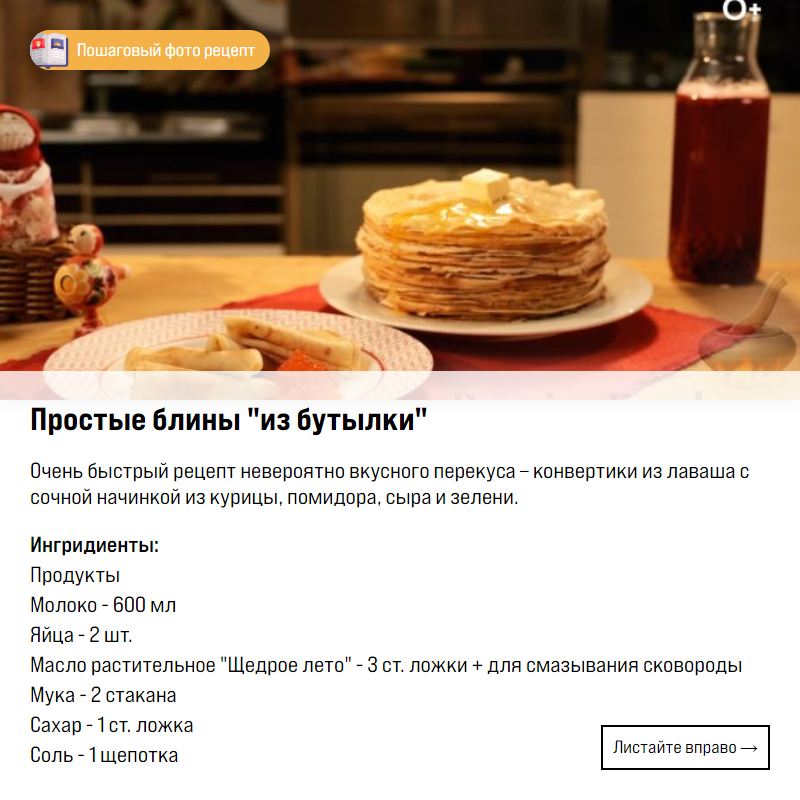 0+
Пошаговый фото рецепт
Простые блины "из бутылки"
Очень быстрый рецепт невероятно вкусного перекуса – конвертики из лаваша с
сочной начинкой из курицы, помидора, сыра и зелени.
Ингридиенты:
Продукты
Молоко - 600 мл
Яйца - 2 шт.
Масло растительное "Щедрое лето" - 3 ст. ложки + для смазывания сковороды
Мука - 2 стакана
Сахар - 1 ст. ложка
Соль - 1 щепотка
Листайте вправо →